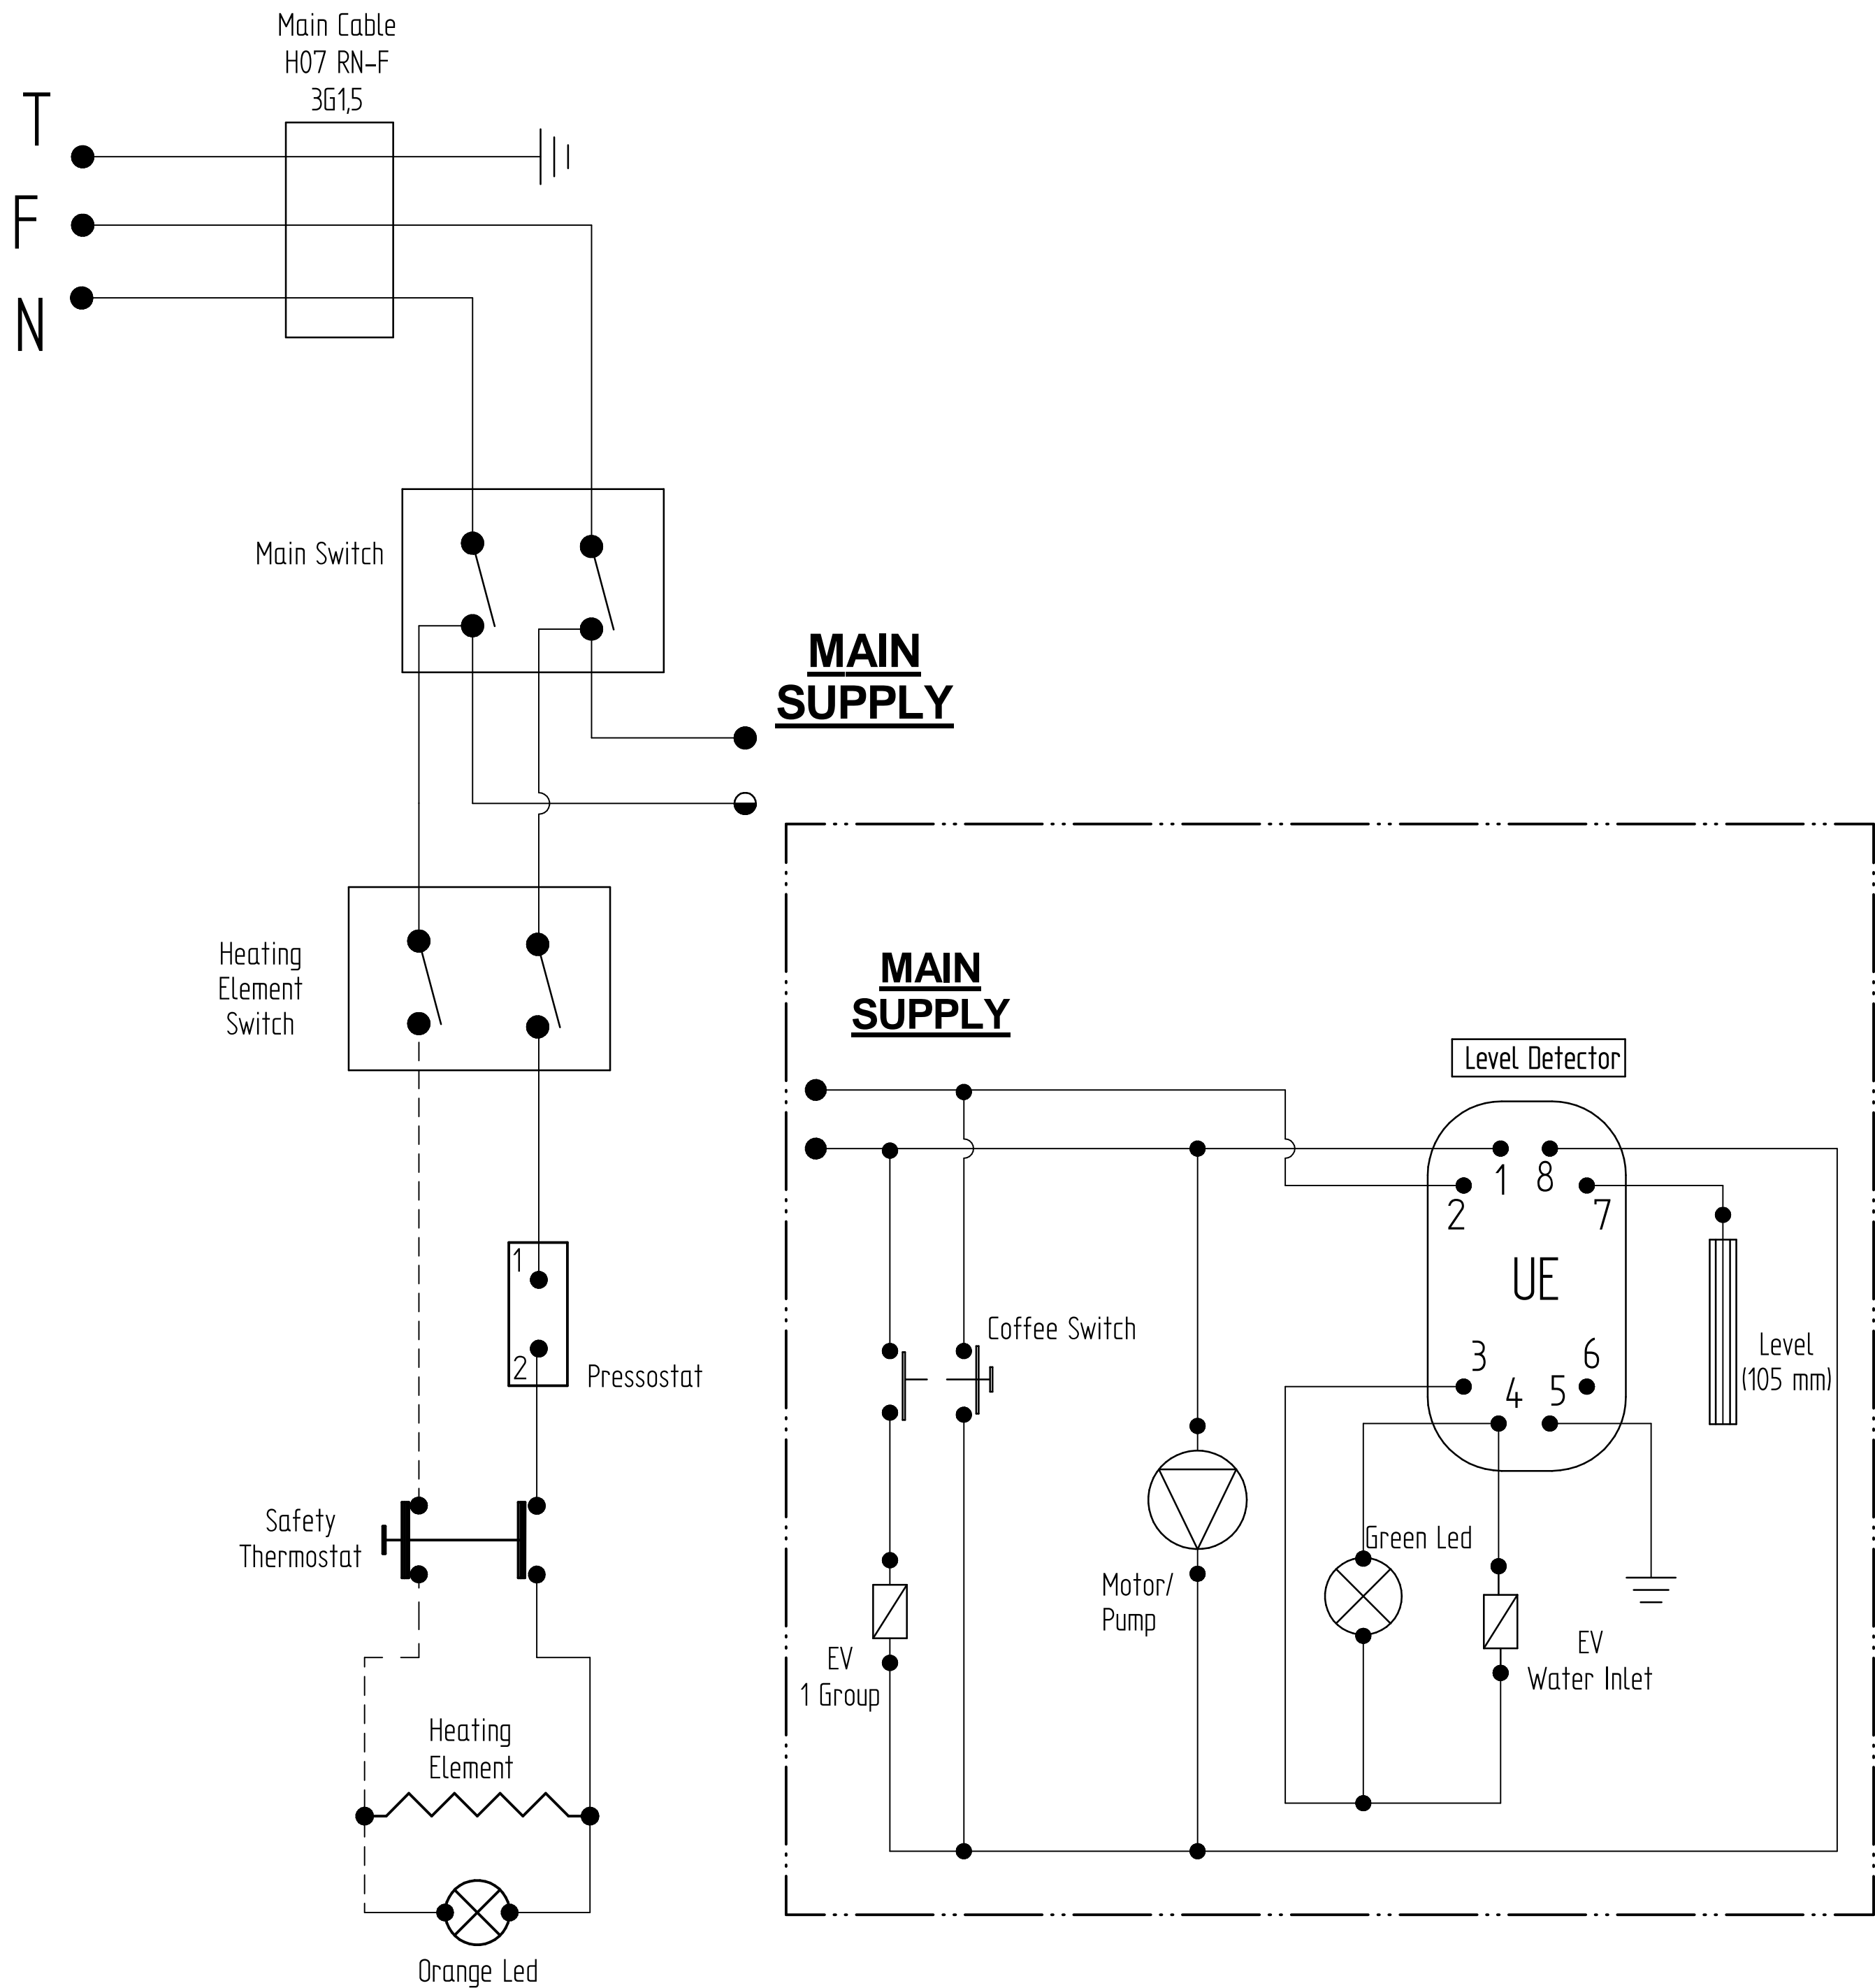 Main Cable
H07 RN-F
3G1,5
T
F
N
Main Switch
MAIN
SUPPLY
Heating
Element
Switch
MAIN
SUPPLY
Level Detector
1
8
2
7
UE
1
2
Pressostat
Coffee Switch
3
6
4
5
Level
(105 mm)
Safety
Thermostat
Green Led
Motor/
Pump
EV
1 Group
EV
Water Inlet
Heating
Element
Orange Led